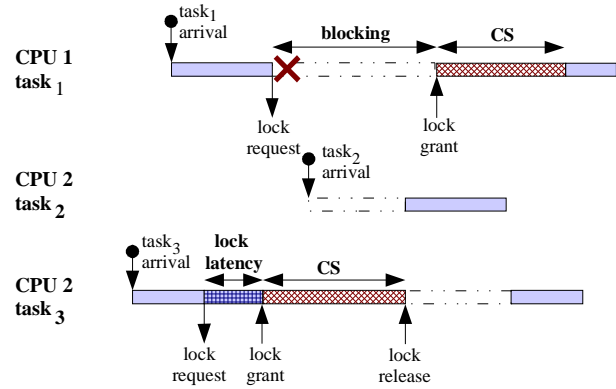 task1
arrival
blocking
CS
CPU 1
task 1
lock
request
lock
grant
task2
arrival
CPU 2
task 2
task3
arrival
lock
latency
CS
CPU 2
task 3
lock
request
lock
grant
lock
release